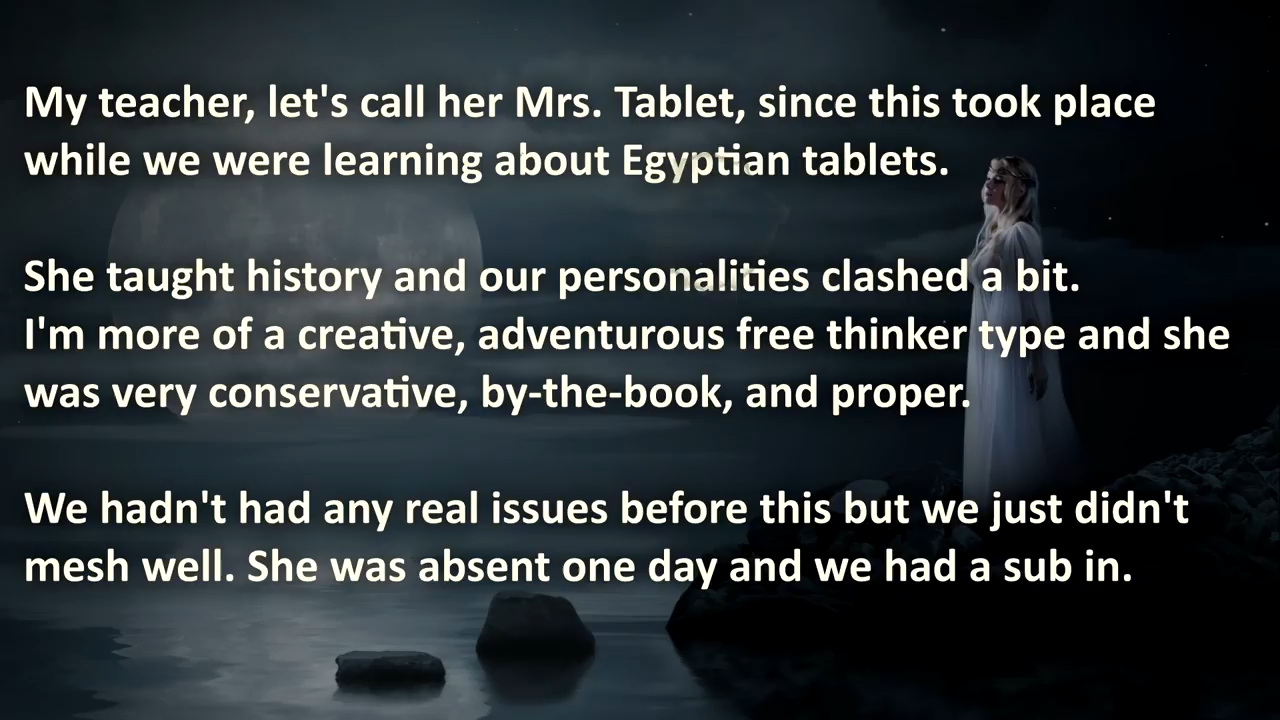 My teacher, let's call her Mrs. Tablet, since this took place
while we were learning about Egyptian tablets.
She taught history and our personalities clashed a bit.
I'm more of a creative, adventurous free thinker type and she
was very conservative, by-the-book, and proper.
We hadn't had any real issues before this but we just didn't
mesh well. She was absent one day and we had a sub in.